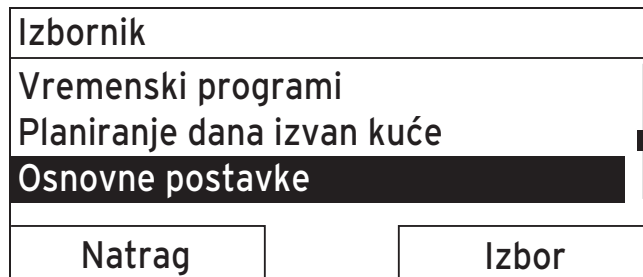 Izbornik
Vremenski programi
Planiranje dana izvan kuće
Osnovne postavke
Natrag Izbor